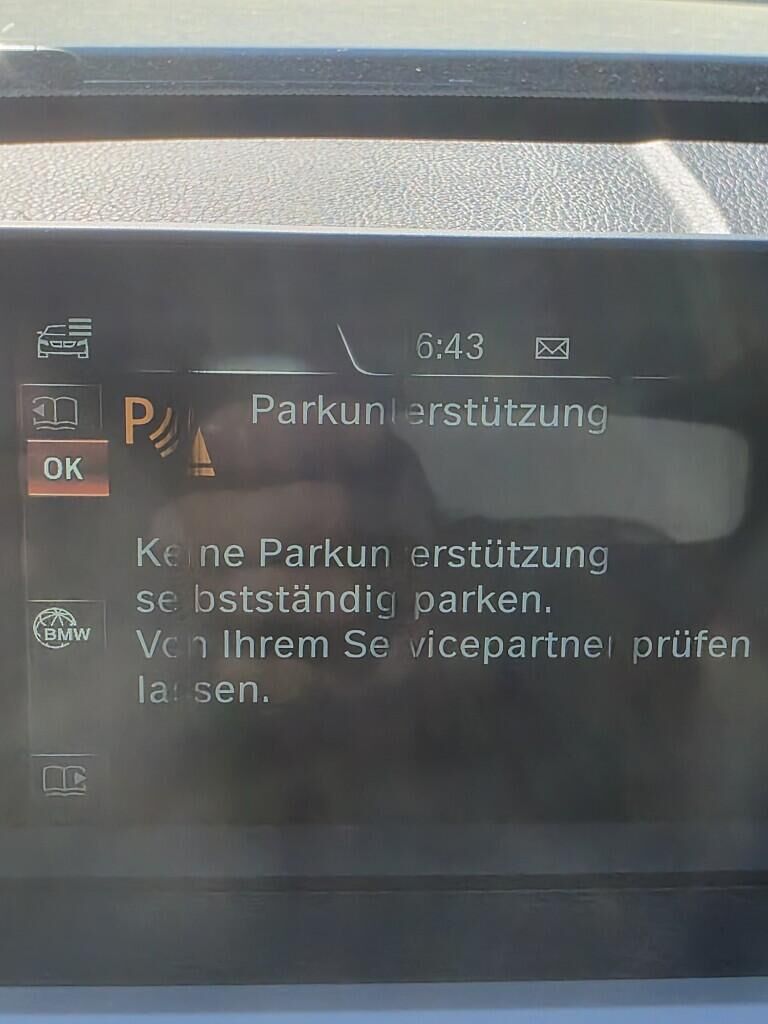 6:43
P
Parkunterstützung
OK
Keine Parkunterstützung
selbstständig parken.
BMW
Von Ihrem Servicepartner prüfen
lassen.